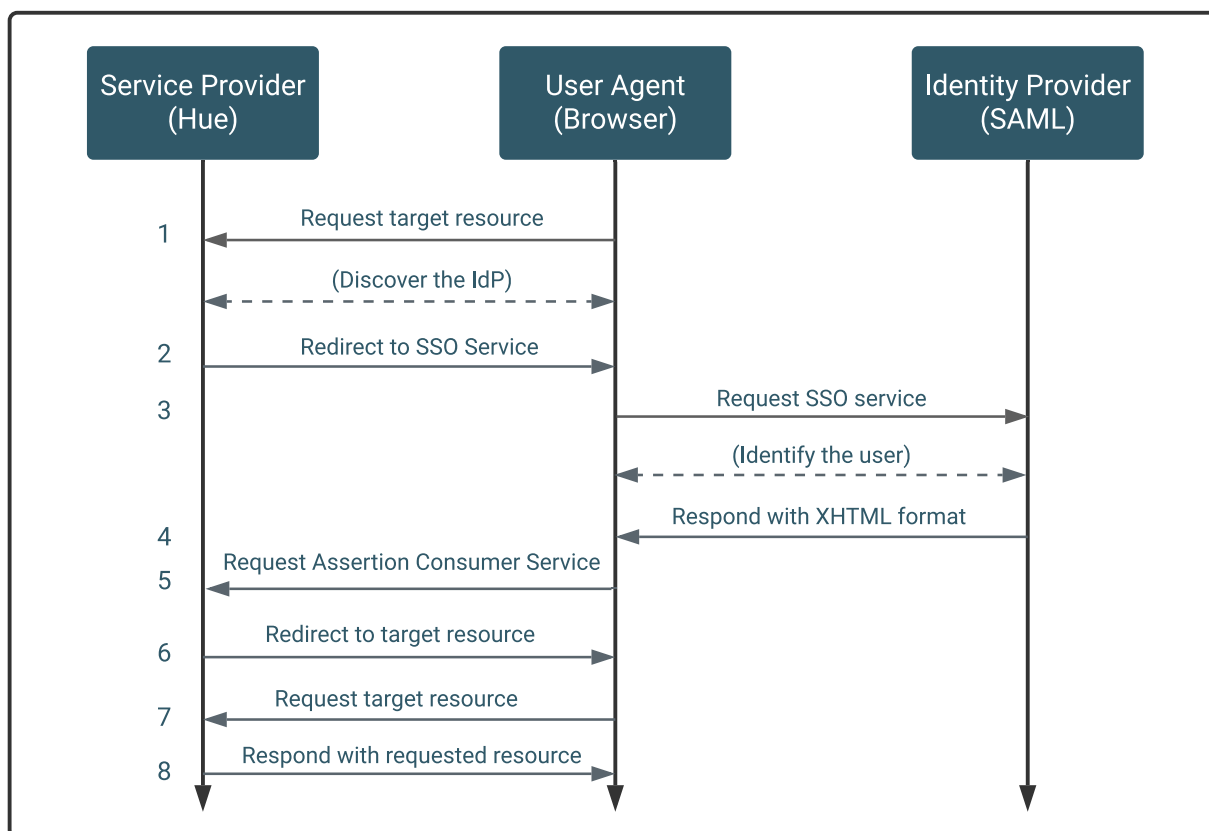 Service Provider
(Hue)
User Agent
(Browser)
Identity Provider
(SAML)
1
Request target resource
(Discover the IdP)
2
Redirect to SSO Service
3
Request SSO service
(Identify the user)
4
Respond with XHTML format
5
Request Assertion Consumer Service
6
Redirect to target resource
7
Request target resource
8
Respond with requested resource